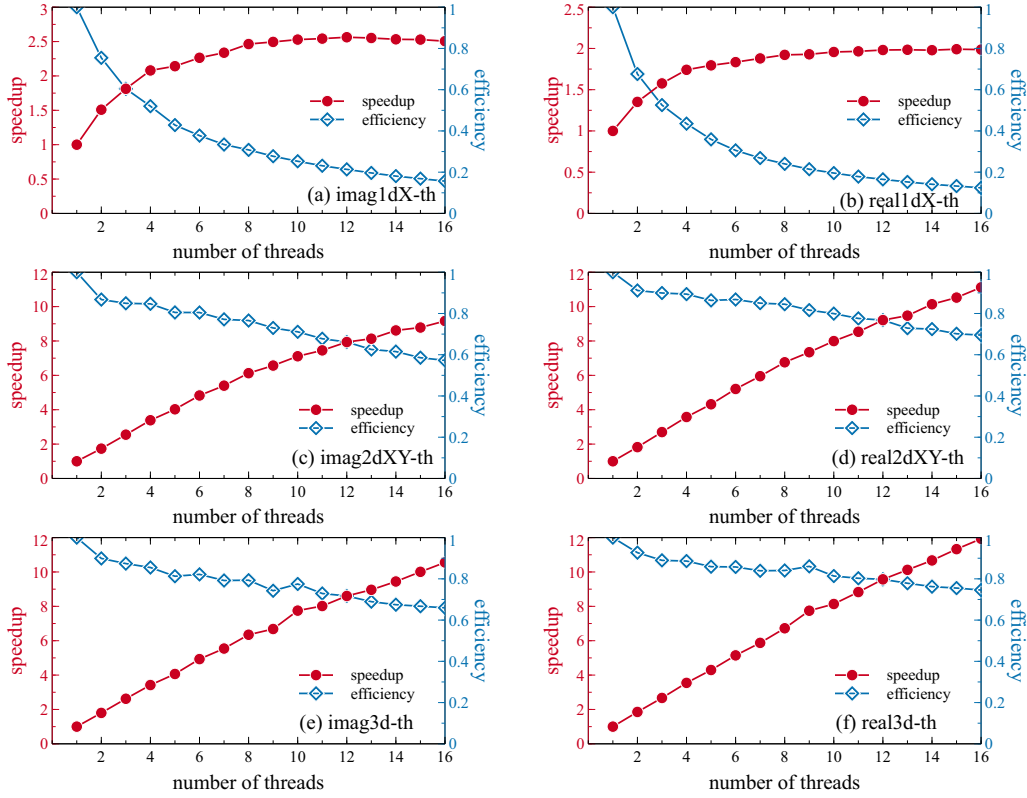 3
2.5
2
1.5
1
0.5
0
speedup
1
0.8
0.6
0.4
0.2
0
efficiency
speedup
efficiency
(a) imag1dX-th
2 4 6 8 10 12 14 16
number of threads
2.5
2
1.5
1
0.5
0
speedup
1
0.8
0.6
0.4
0.2
0
efficiency
speedup
efficiency
(b) real1dX-th
2 4 6 8 10 12 14 16
number of threads
12
10
8
6
4
2
0
speedup
1
0.8
0.6
0.4
0.2
0
efficiency
speedup
efficiency
(c) imag2dXY-th
2 4 6 8 10 12 14 16
number of threads
12
10
8
6
4
2
0
speedup
1
0.8
0.6
0.4
0.2
0
efficiency
speedup
efficiency
(d) real2dXY-th
2 4 6 8 10 12 14 16
number of threads
12
10
8
6
4
2
0
speedup
1
0.8
0.6
0.4
0.2
0
efficiency
speedup
efficiency
(e) imag3d-th
2 4 6 8 10 12 14 16
number of threads
12
10
8
6
4
2
0
speedup
1
0.8
0.6
0.4
0.2
0
efficiency
speedup
efficiency
(f) real3d-th
2 4 6 8 10 12 14 16
number of threads